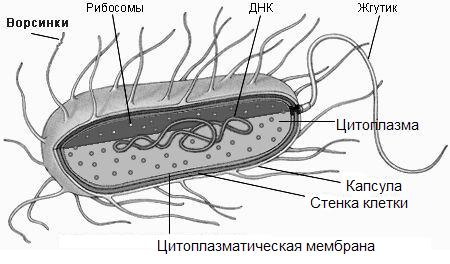 Ворсинки
Рибосомы
ДНК
Жгутик
Цитоплазма
Капсула
Стенка клетки
Цитоплазматическая мембрана